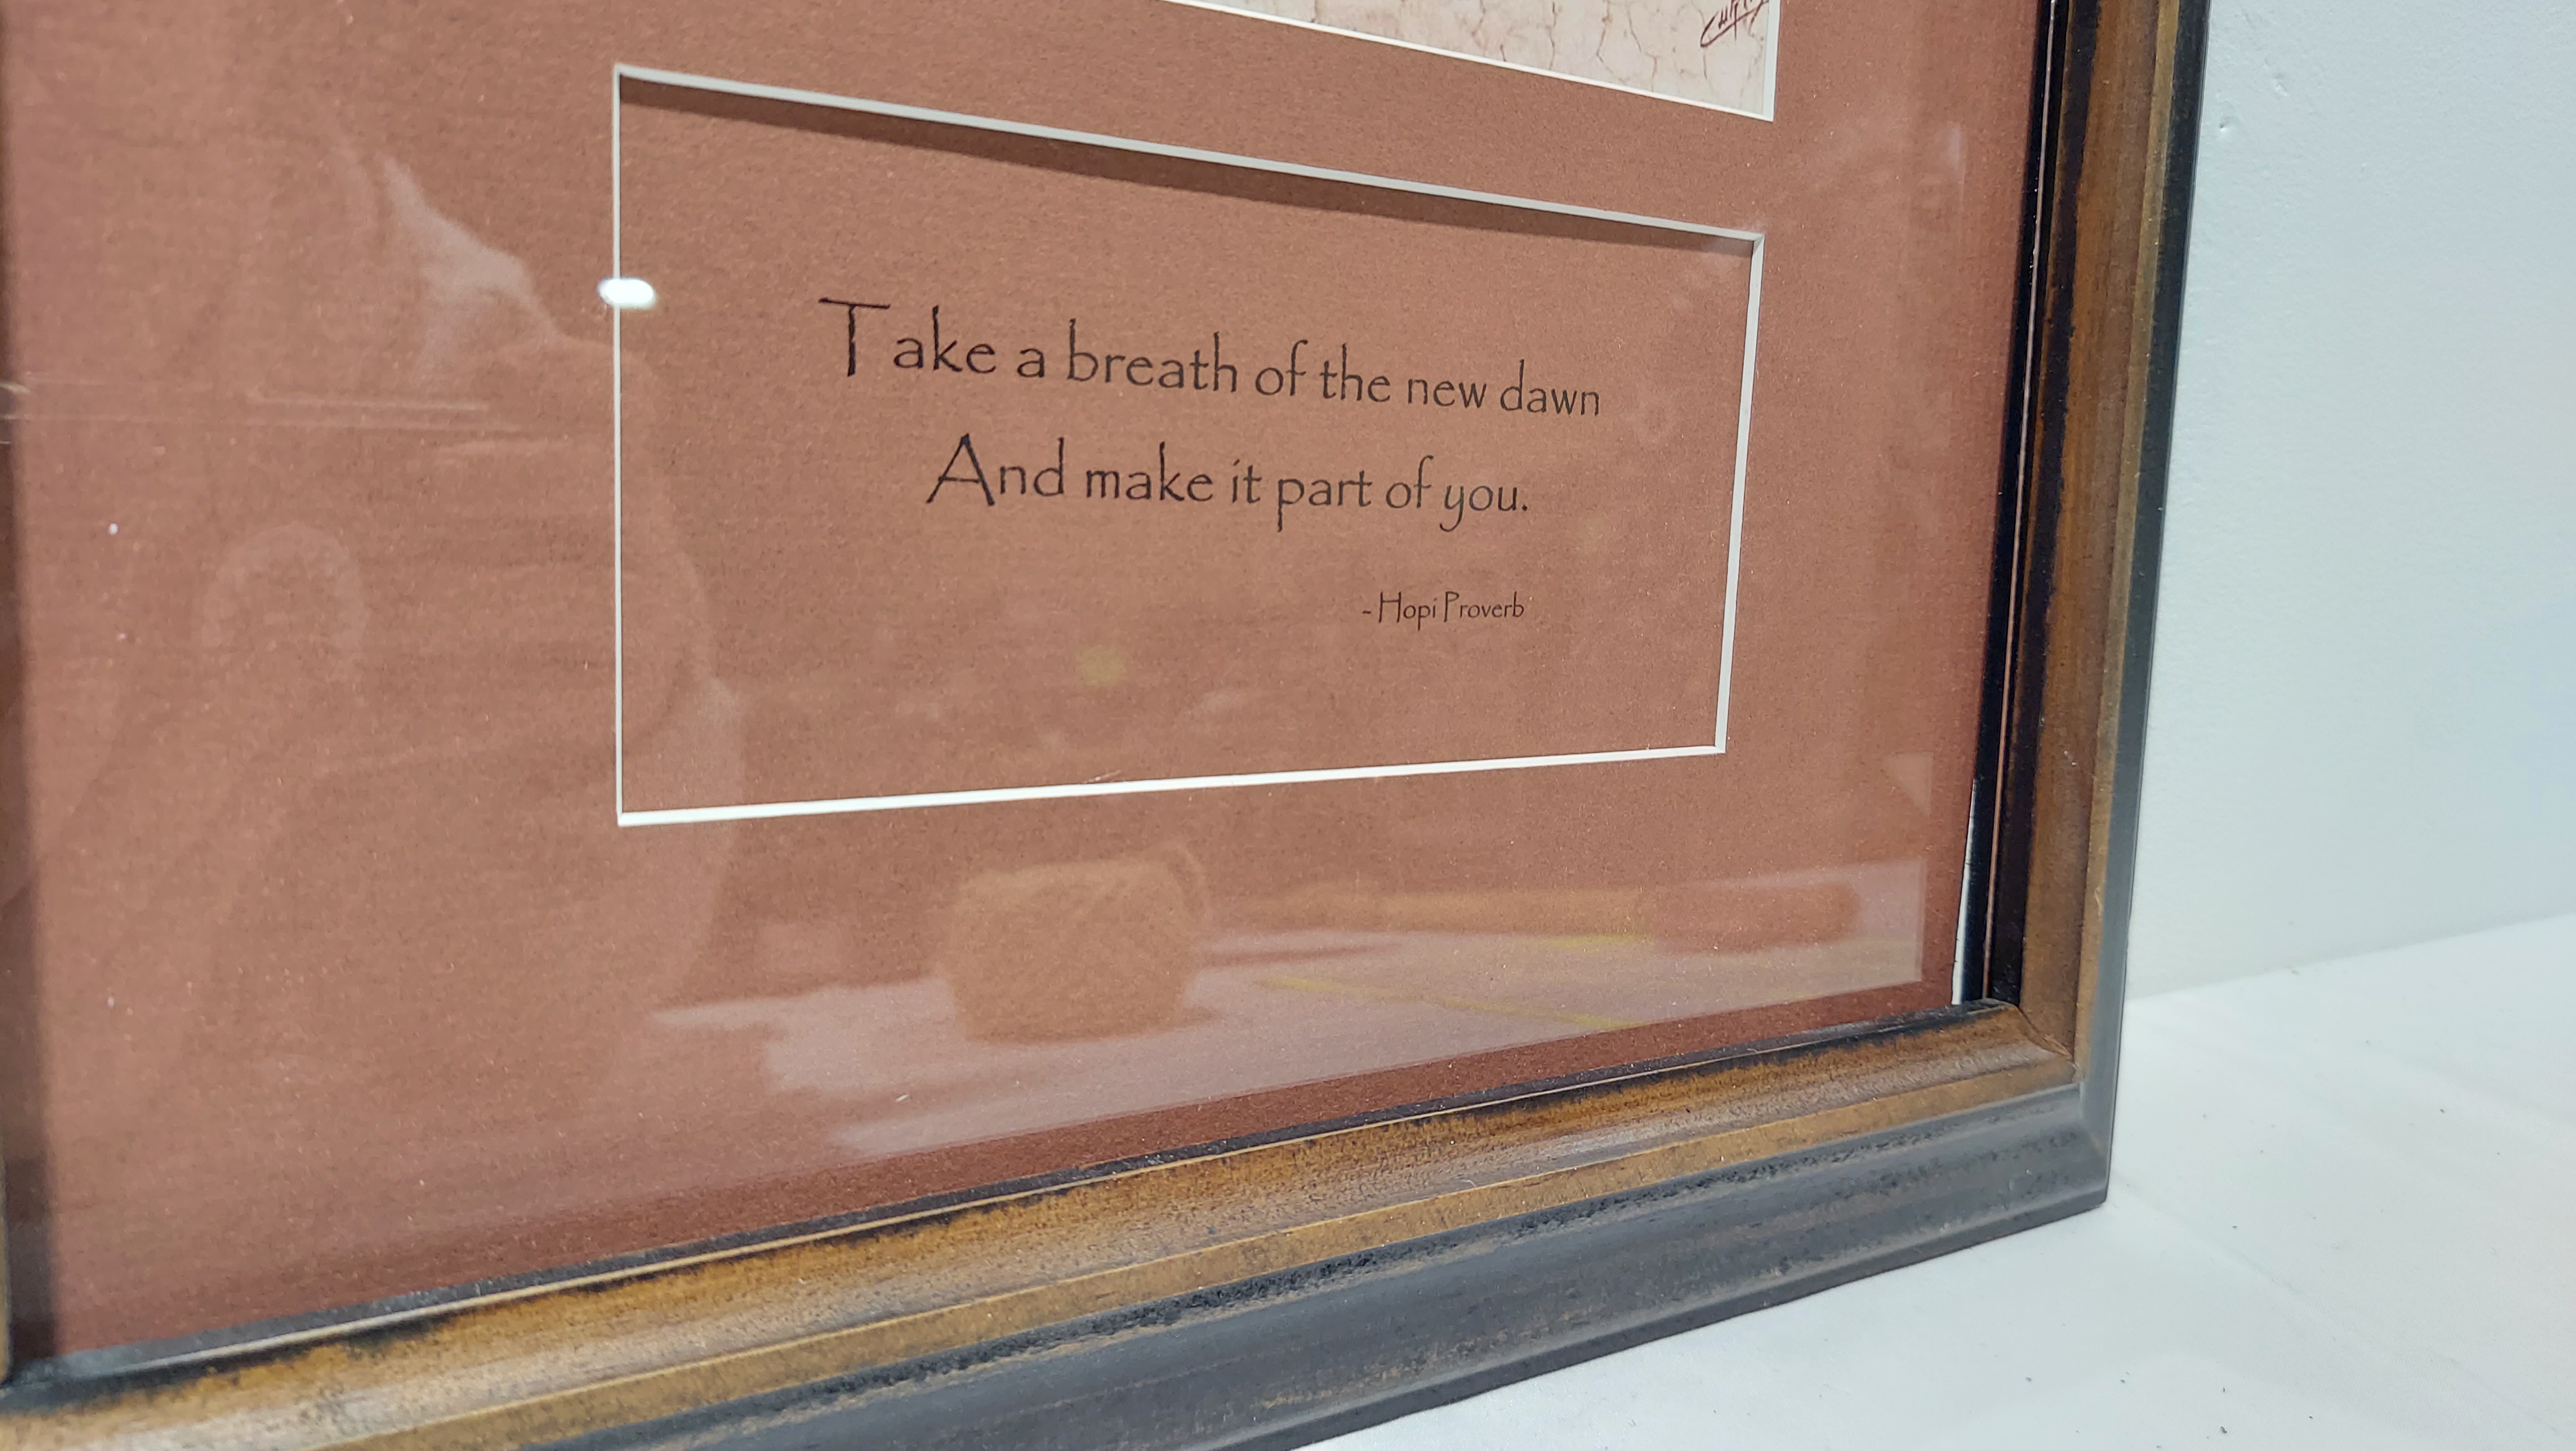 Take a breath of the new dawn
And make it part of you.
- Hopi Proverb